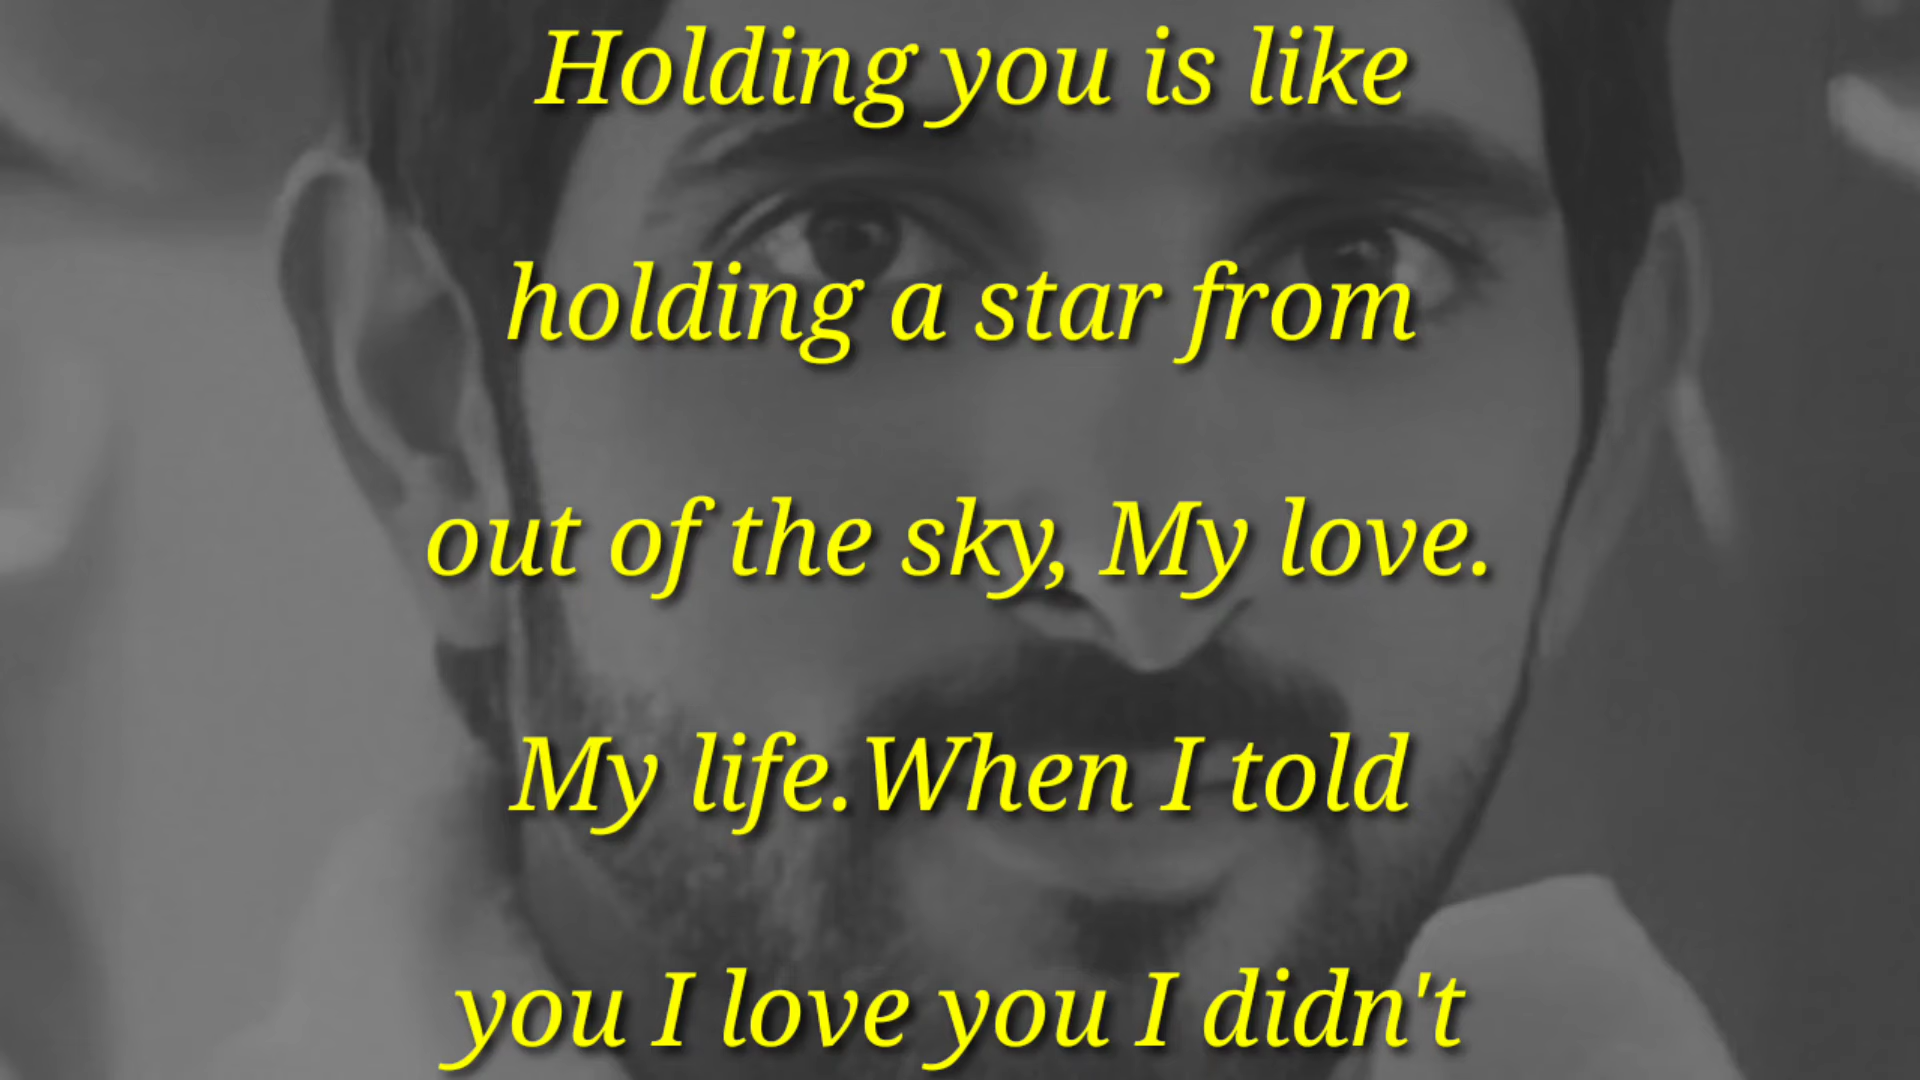 Holding you is like
holding a star from
out of the sky, My love.
My life.When I told
you I love you I didn't